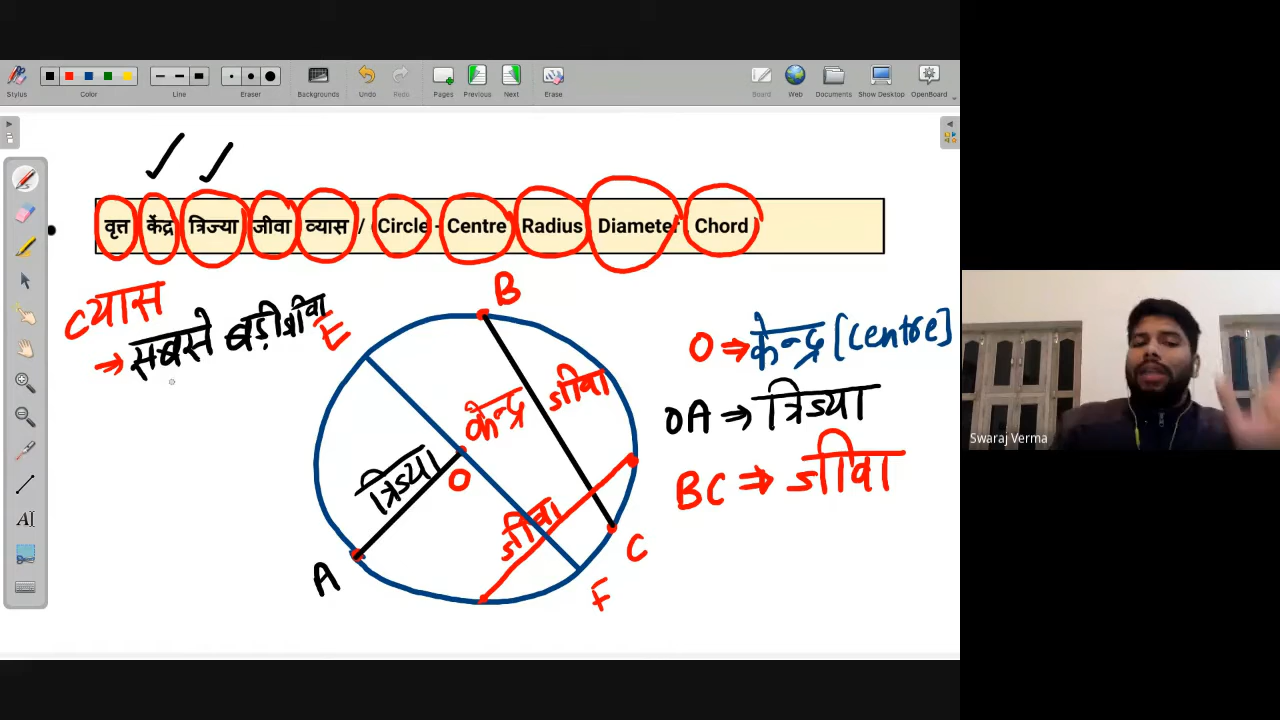 Stylus Color Line Eraser Backgrounds Undo Redo Pages Previous Next Erase Board Web Documents Show Desktop OpenBoard
वृत्त केंद्र त्रिज्या जीवा व्यास / Circle - Centre Radius Diameter Chord
व्यास
⇒ सबसे बड़ी जीवा
E
B
केन्द्र
जीवा
O
त्रिज्या
जीवा
A
C
F
O ⇒ केन्द्र [Centre]
OA ⇒ त्रिज्या
BC ⇒ जीवा
AI
Swaraj Verma